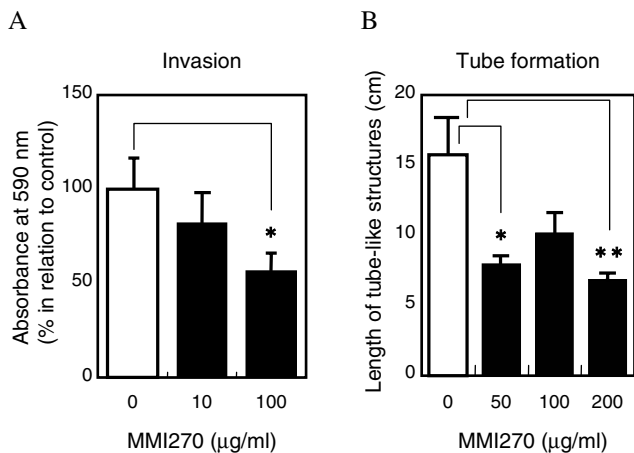 A
Invasion
Absorbance at 590 nm
(% in relation to control)
150
100
50
0
*
0 10 100
MMI270 (μg/ml)
B
Tube formation
Length of tube-like structures (cm)
20
15
10
5
0
*
**
0 50 100 200
MMI270 (μg/ml)